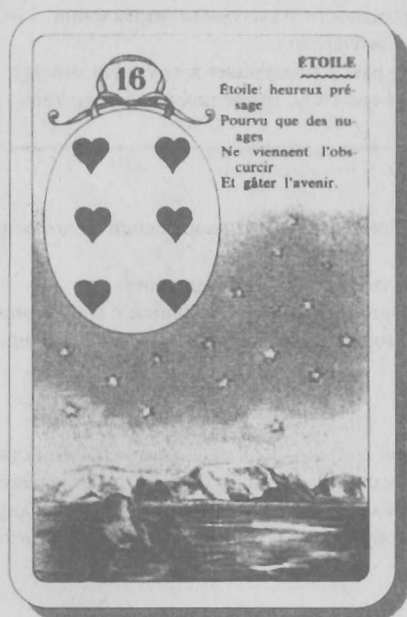 16
ÉTOILE
Étoile: heureux pré-
sage
Pourvu que des nu-
ages
Ne viennent l'obs-
curcir
Et gâter l'avenir.